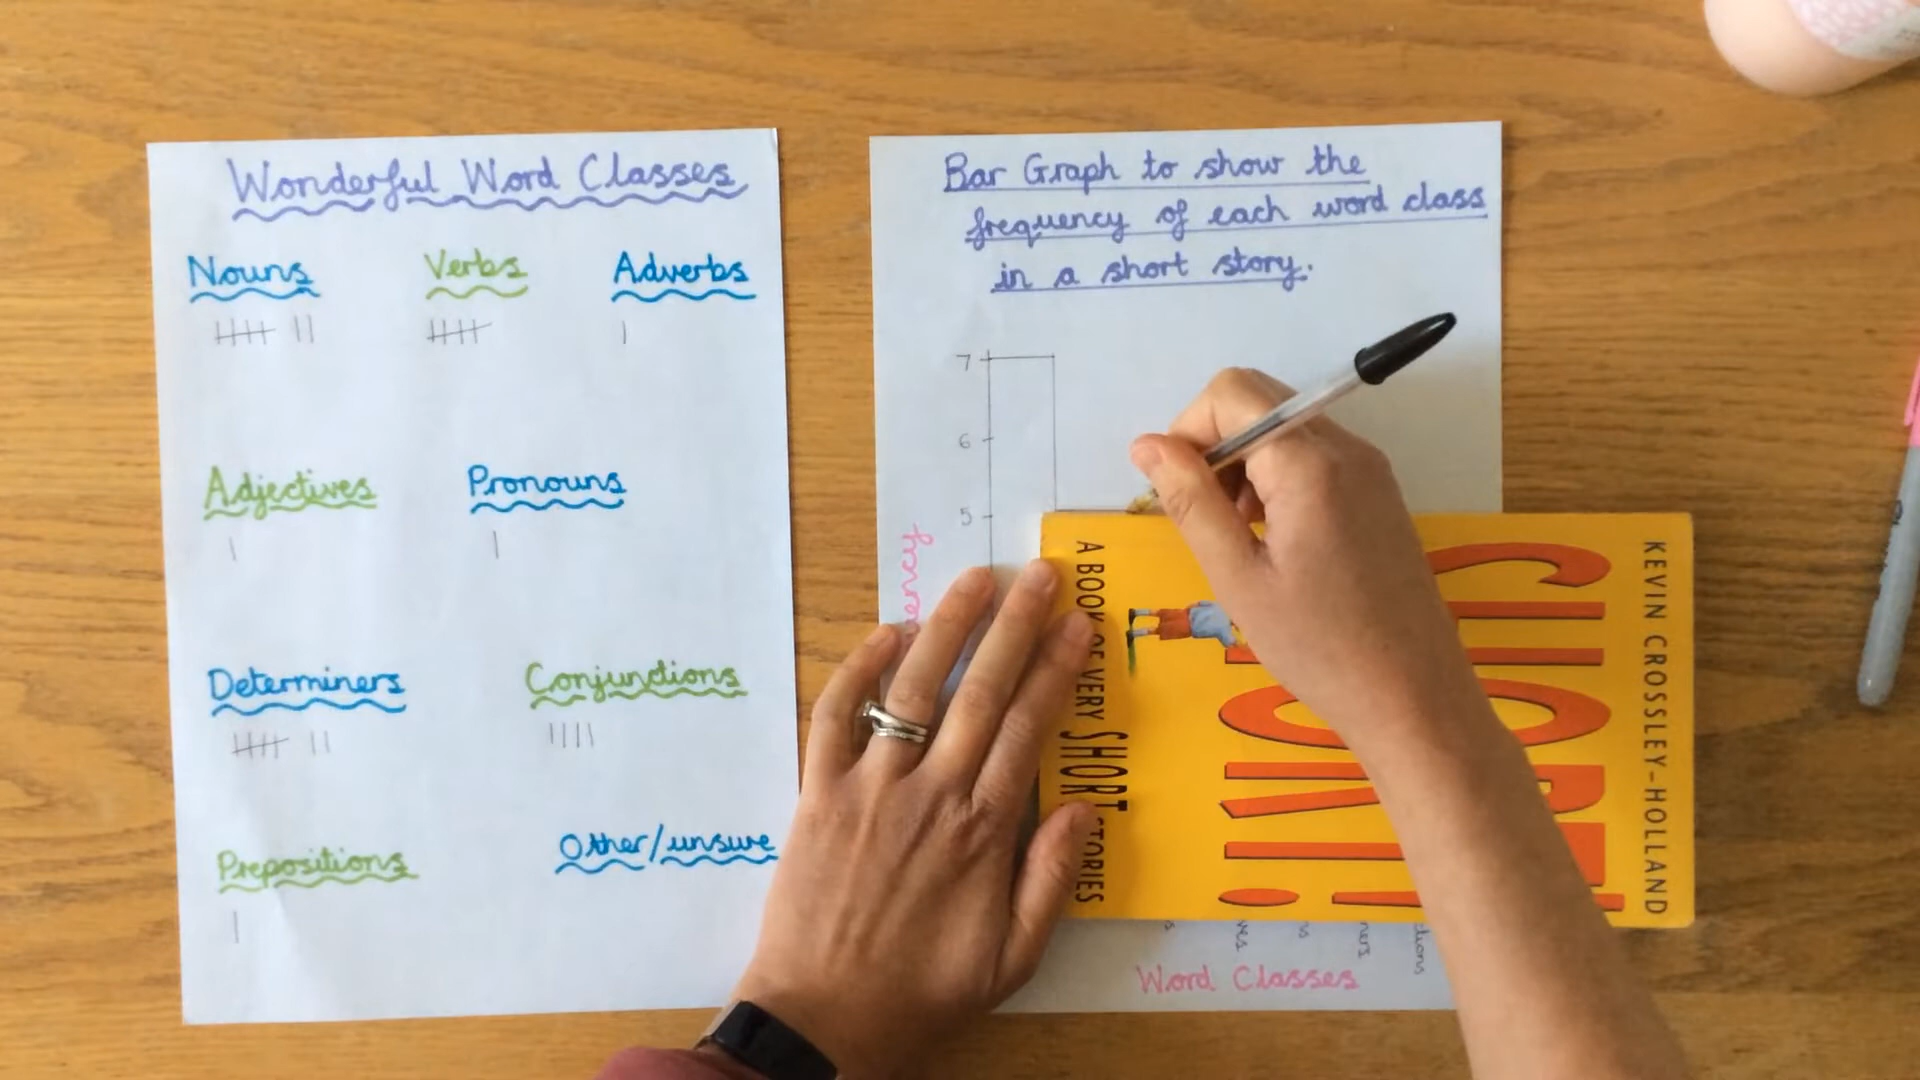 Wonderful Word Classes
Nouns Verbs Adverbs
Adjectives Pronouns
Determiners Conjunctions
Prepositions Other/unsure
Bar Graph to show the
frequency of each word class
in a short story.
7
6
5
Word Classes
A BOOK OF VERY SHORT STORIES
SHORT!
KEVIN CROSSLEY-HOLLAND